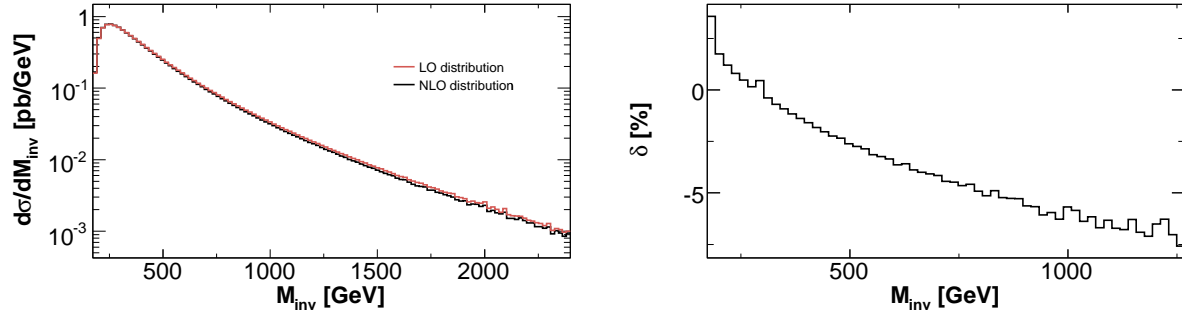 dσ/dM_inv [pb/GeV]
1
10^-1
10^-2
10^-3
LO distribution
NLO distribution
500 1000 1500 2000
M_inv [GeV]
δ [%]
0
-5
500 1000
M_inv [GeV]